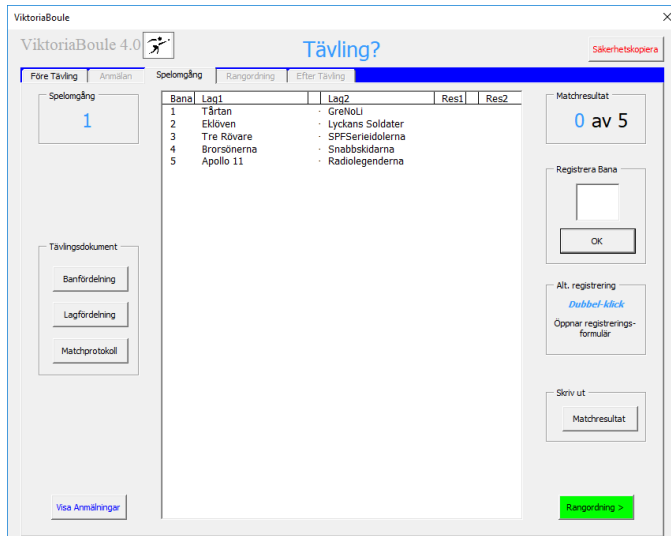 ViktoriaBoule
ViktoriaBoule 4.0
Tävling?
Säkerhetskopiera
Före Tävling Anmälan Spelomgång Rangordning Efter Tävling
Spelomgång
1
Bana Lag1 Lag2 Res1 Res2
1 Tårtan - GreNoLi
2 Eklöven - Lyckans Soldater
3 Tre Rövare - SPFSerieidolerna
4 Brorsönerna - Snabbskidarna
5 Apollo 11 - Radiolegenderna
Matchresultat
0 av 5
Registrera Bana
OK
Tävlingsdokument
Banfördelning
Lagfördelning
Matchprotokoll
Alt. registrering
Dubbel-klick
Öppnar registrerings-
formulär
Skriv ut
Matchresultat
Visa Anmälningar
Rangordning >